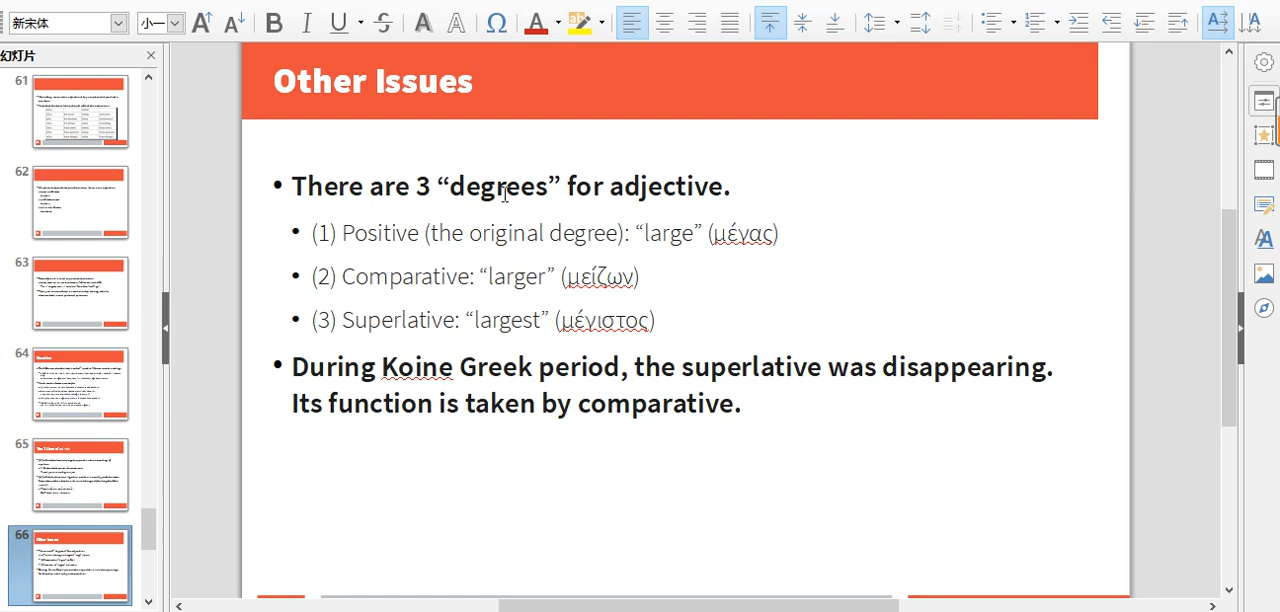 新宋体
小一
幻灯片
61
62
63
64
65
66
Other Issues
• There are 3 “degrees” for adjective.
• (1) Positive (the original degree): “large” (μέγας)
• (2) Comparative: “larger” (μείζων)
• (3) Superlative: “largest” (μέγιστος)
• During Koine Greek period, the superlative was disappearing.
Its function is taken by comparative.